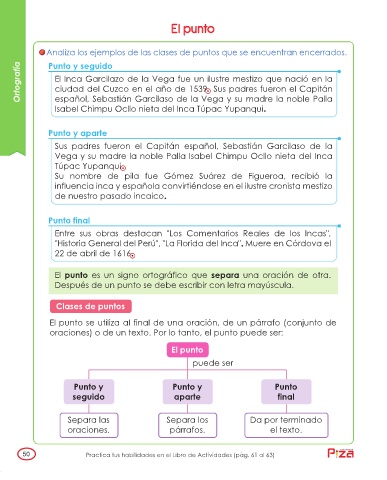 El punto
Analiza los ejemplos de las clases de puntos que se encuentran encerrados.
Ortografía
Punto y seguido
El Inca Garcilazo de la Vega fue un ilustre mestizo que nació en la
ciudad del Cuzco en el año de 1539. Sus padres fueron el Capitán
español, Sebastián Garcilaso de la Vega y su madre la noble Palla
Isabel Chimpu Ocllo nieta del Inca Túpac Yupanqui.
Punto y aparte
Sus padres fueron el Capitán español, Sebastián Garcilaso de la
Vega y su madre la noble Palla Isabel Chimpu Ocllo nieta del Inca
Túpac Yupanqui.
Su nombre de pila fue Gómez Suárez de Figueroa, recibió la
influencia inca y española convirtiéndose en el ilustre cronista mestizo
de nuestro pasado incaico.
Punto final
Entre sus obras destacan "Los Comentarios Reales de los Incas",
"Historia General del Perú", "La Florida del Inca". Muere en Córdova el
22 de abril de 1616.
El punto es un signo ortográfico que separa una oración de otra.
Después de un punto se debe escribir con letra mayúscula.
Clases de puntos
El punto se utiliza al final de una oración, de un párrafo (conjunto de
oraciones) o de un texto. Por lo tanto, el punto puede ser:
El punto
puede ser
Punto y
seguido
Punto y
aparte
Punto
final
Separa las
oraciones.
Separa los
párrafos.
Da por terminado
el texto.
50
Practica tus habilidades en el Libro de Actividades (pág. 61 al 63)